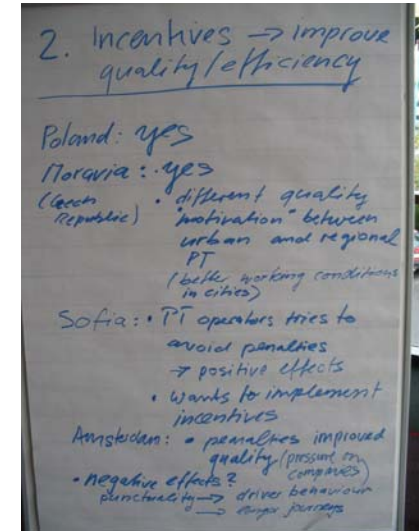 2. Incentives → improve
quality/efficiency
Poland: yes
Moravia: yes
(Czech • different quality
Republic) "motivation" between
urban and regional
PT
(better working conditions
in cities)
Sofia: • PT operators tries to
avoid penalties
→ positive effects
• wants to implement
incentives
Amsterdam: • penalties improved
quality (pressure on
companies)
• negative effects?
punctuality → driver behaviour
→ journeys